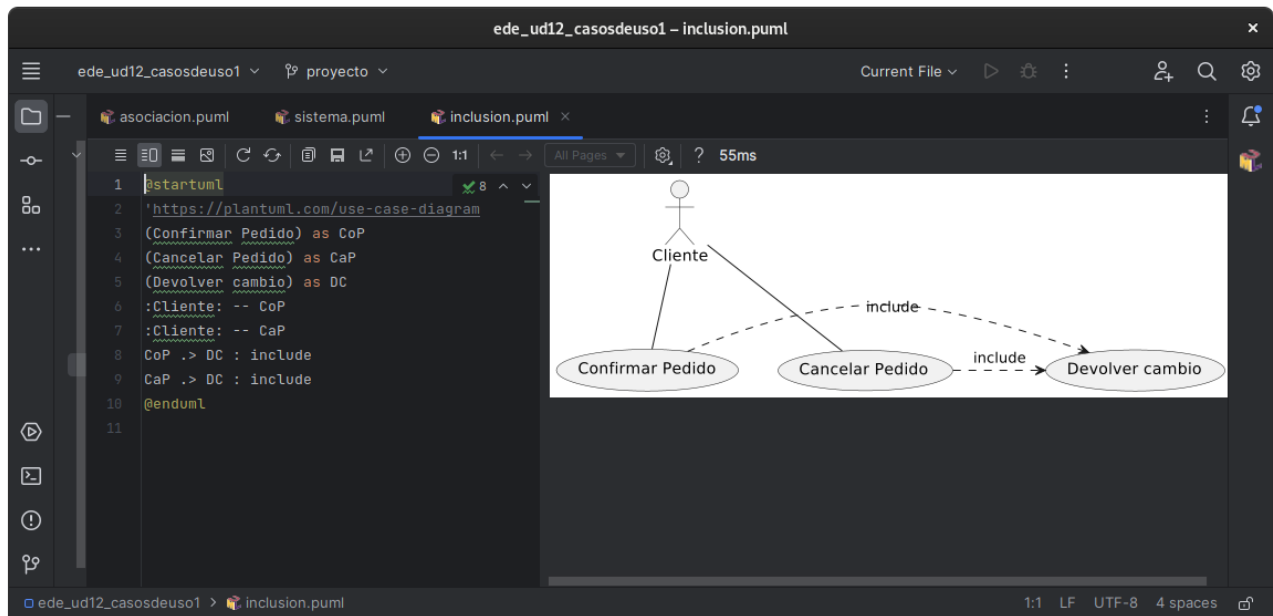 ede_ud12_casosdeuso1 – inclusion.puml
ede_ud12_casosdeuso1 proyecto Current File
asociacion.puml sistema.puml inclusion.puml
1:1 All Pages ? 55ms
1 @startuml 8
2 'https://plantuml.com/use-case-diagram
3 (Confirmar Pedido) as CoP
4 (Cancelar Pedido) as CaP
5 (Devolver cambio) as DC
6 :Cliente: -- CoP
7 :Cliente: -- CaP
8 CoP .> DC : include
9 CaP .> DC : include
10 @enduml
11
Cliente
include
include
Confirmar Pedido Cancelar Pedido Devolver cambio
ede_ud12_casosdeuso1 > inclusion.puml 1:1 LF UTF-8 4 spaces